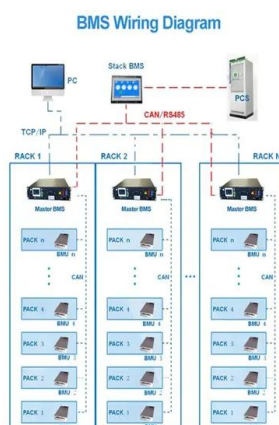 BMS Wiring Diagram
PC
Stack BMS
PCS
CAN/RS485
TCP/IP
RACK 1
RACK 2
RACK N
Master BMS
Master BMS
Master BMS
PACK n
PACK n
PACK n
BMU n
BMU n
BMU n
CAN
CAN
CAN
PACK 4
PACK 4
PACK 4
BMU 4
BMU 4
BMU 4
PACK 3
PACK 3
PACK 3
BMU 3
BMU 3
BMU 3
PACK 2
PACK 2
PACK 2
BMU 2
BMU 2
BMU 2
PACK 1
PACK 1
PACK 1